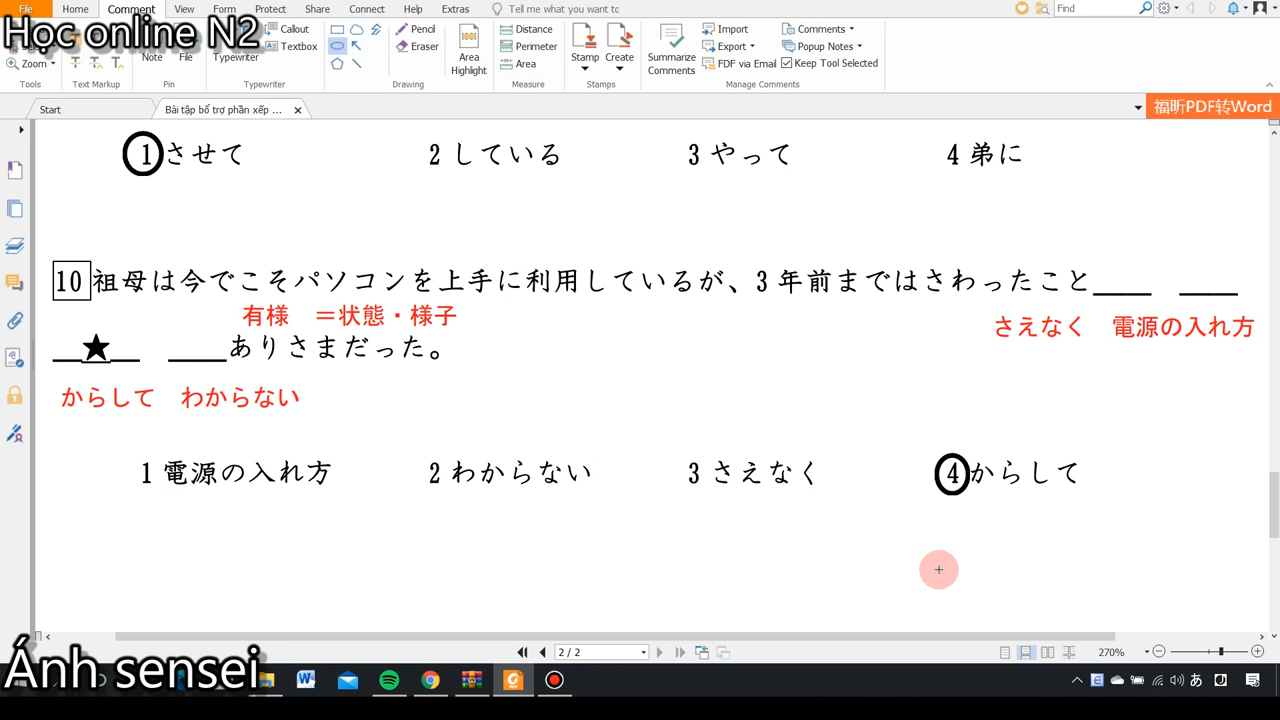 File Home Comment View Form Protect Share Connect Help Extras Tell me what you want to Find
Học online N2
Zoom Note File Typewriter Callout Textbox Pencil Eraser Area Highlight Distance Perimeter Area Stamp Create Summarize Comments Import Export FDF via Email Comments Popup Notes Keep Tool Selected
Tools Text Markup Pin Typewriter Drawing Measure Stamps Manage Comments
Start Bài tập bổ trợ phần xếp ... 福昕PDF转Word
1 させて 2 している 3 やって 4 弟に
10 祖母は今でこそパソコンを上手に利用しているが、3 年前まではさわったこと____ ____
有様 ＝状態・様子
さえなく 電源の入れ方
__★__ ____ありさまだった。
からして わからない
1 電源の入れ方 2 わからない 3 さえなく 4 からして
2 / 2 270%
Ánh sensei